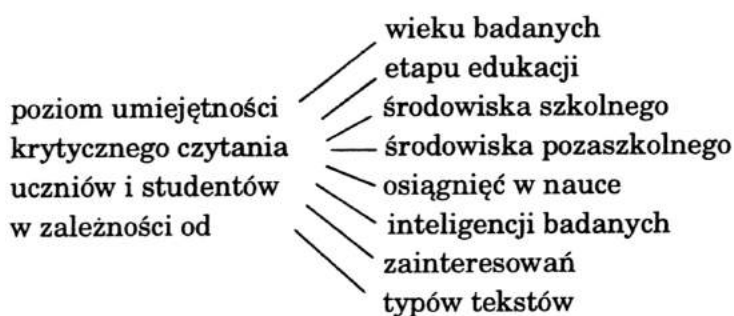 poziom umiejętności
krytycznego czytania
uczniów i studentów
w zależności od
wieku badanych
etapu edukacji
środowiska szkolnego
środowiska pozaszkolnego
osiągnięć w nauce
inteligencji badanych
zainteresowań
typów tekstów